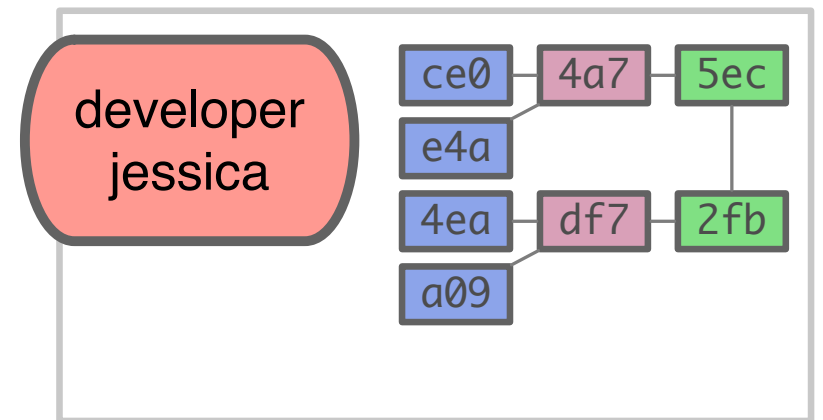 developer
jessica
ce0 4a7 5ec
e4a
4ea df7 2fb
a09